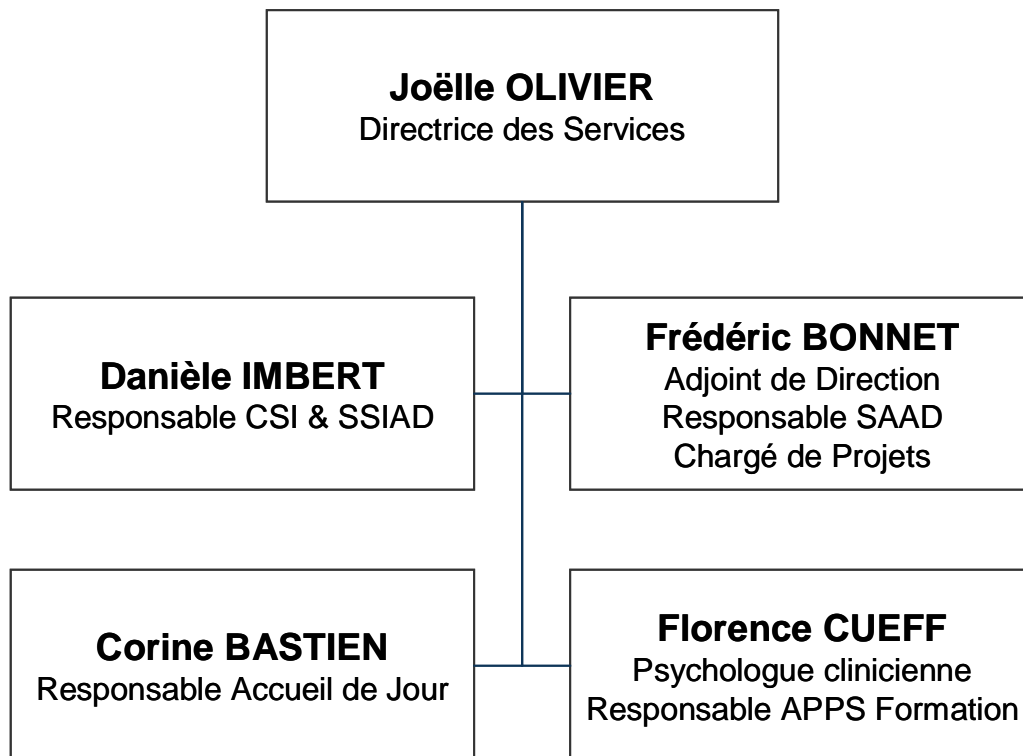 Joëlle OLIVIER
Directrice des Services
Danièle IMBERT
Responsable CSI & SSIAD
Frédéric BONNET
Adjoint de Direction
Responsable SAAD
Chargé de Projets
Corine BASTIEN
Responsable Accueil de Jour
Florence CUEFF
Psychologue clinicienne
Responsable APPS Formation